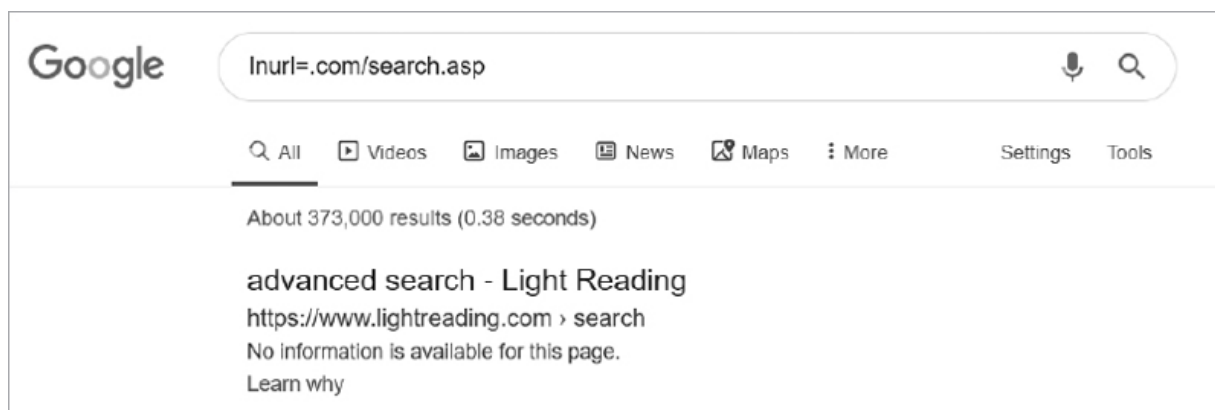 Google
Inurl=.com/search.asp
All Videos Images News Maps More Settings Tools
About 373,000 results (0.38 seconds)
advanced search - Light Reading
https://www.lightreading.com › search
No information is available for this page.
Learn why